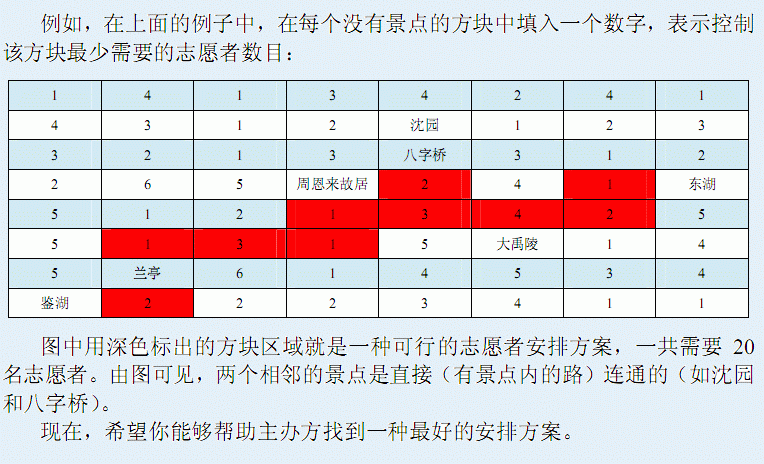 例如，在上面的例子中，在每个没有景点的方块中填入一个数字，表示控制
该方块最少需要的志愿者数目：
1 4 1 3 4 2 4 1
4 3 1 2 沈园 1 2 3
3 2 1 3 八字桥 3 1 2
2 6 5 周恩来故居 2 4 1 东湖
5 1 2 1 3 4 2 5
5 1 3 1 5 大禹陵 1 4
5 兰亭 6 1 4 5 3 4
鉴湖 2 2 2 3 4 1 1
图中用深色标出的方块区域就是一种可行的志愿者安排方案，一共需要 20
名志愿者。由图可见，两个相邻的景点是直接（有景点内的路）连通的（如沈园
和八字桥）。
现在，希望你能够帮助主办方找到一种最好的安排方案。